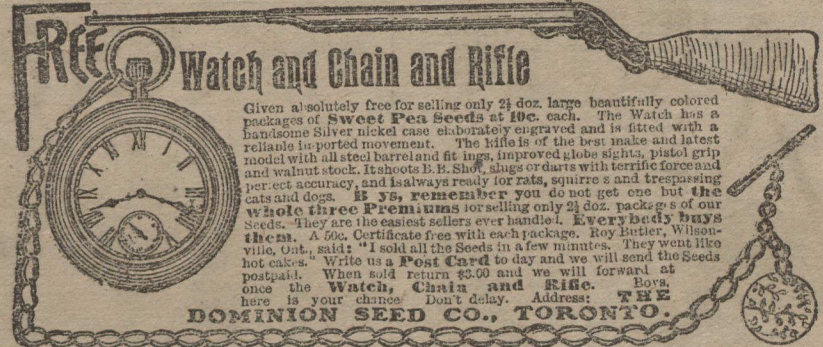 FREE
Watch and Chain and Rifle
Given absolutely free for selling only 2½ doz. large beautifully colored
packages of Sweet Pea Seeds at 10c. each. The Watch has a
handsome Silver nickel case elaborately engraved and is fitted with a
reliable imported movement. The Rifle is of the best make and latest
model with all steel barrel and fittings, improved globe sights, pistol grip
and walnut stock. It shoots B.B. Shot, slugs or darts with terrific force and
perfect accuracy, and is always ready for rats, squirrels and trespassing
cats and dogs. Boys, remember you do not get one but the
whole three Premiums for selling only 2½ doz. packages of our
Seeds. They are the easiest sellers ever handled. Everybody buys
them. A 50c. Certificate free with each package. Roy Butler, Wilson-
ville, Ont., said: "I sold all the Seeds in a few minutes. They went like
hot cakes." Write us a Post Card to day and we will send the Seeds
postpaid. When sold return $3.00 and we will forward at
once the Watch, Chain and Rifle. Boys,
here is your chance Don't delay. Address: THE
DOMINION SEED CO., TORONTO.